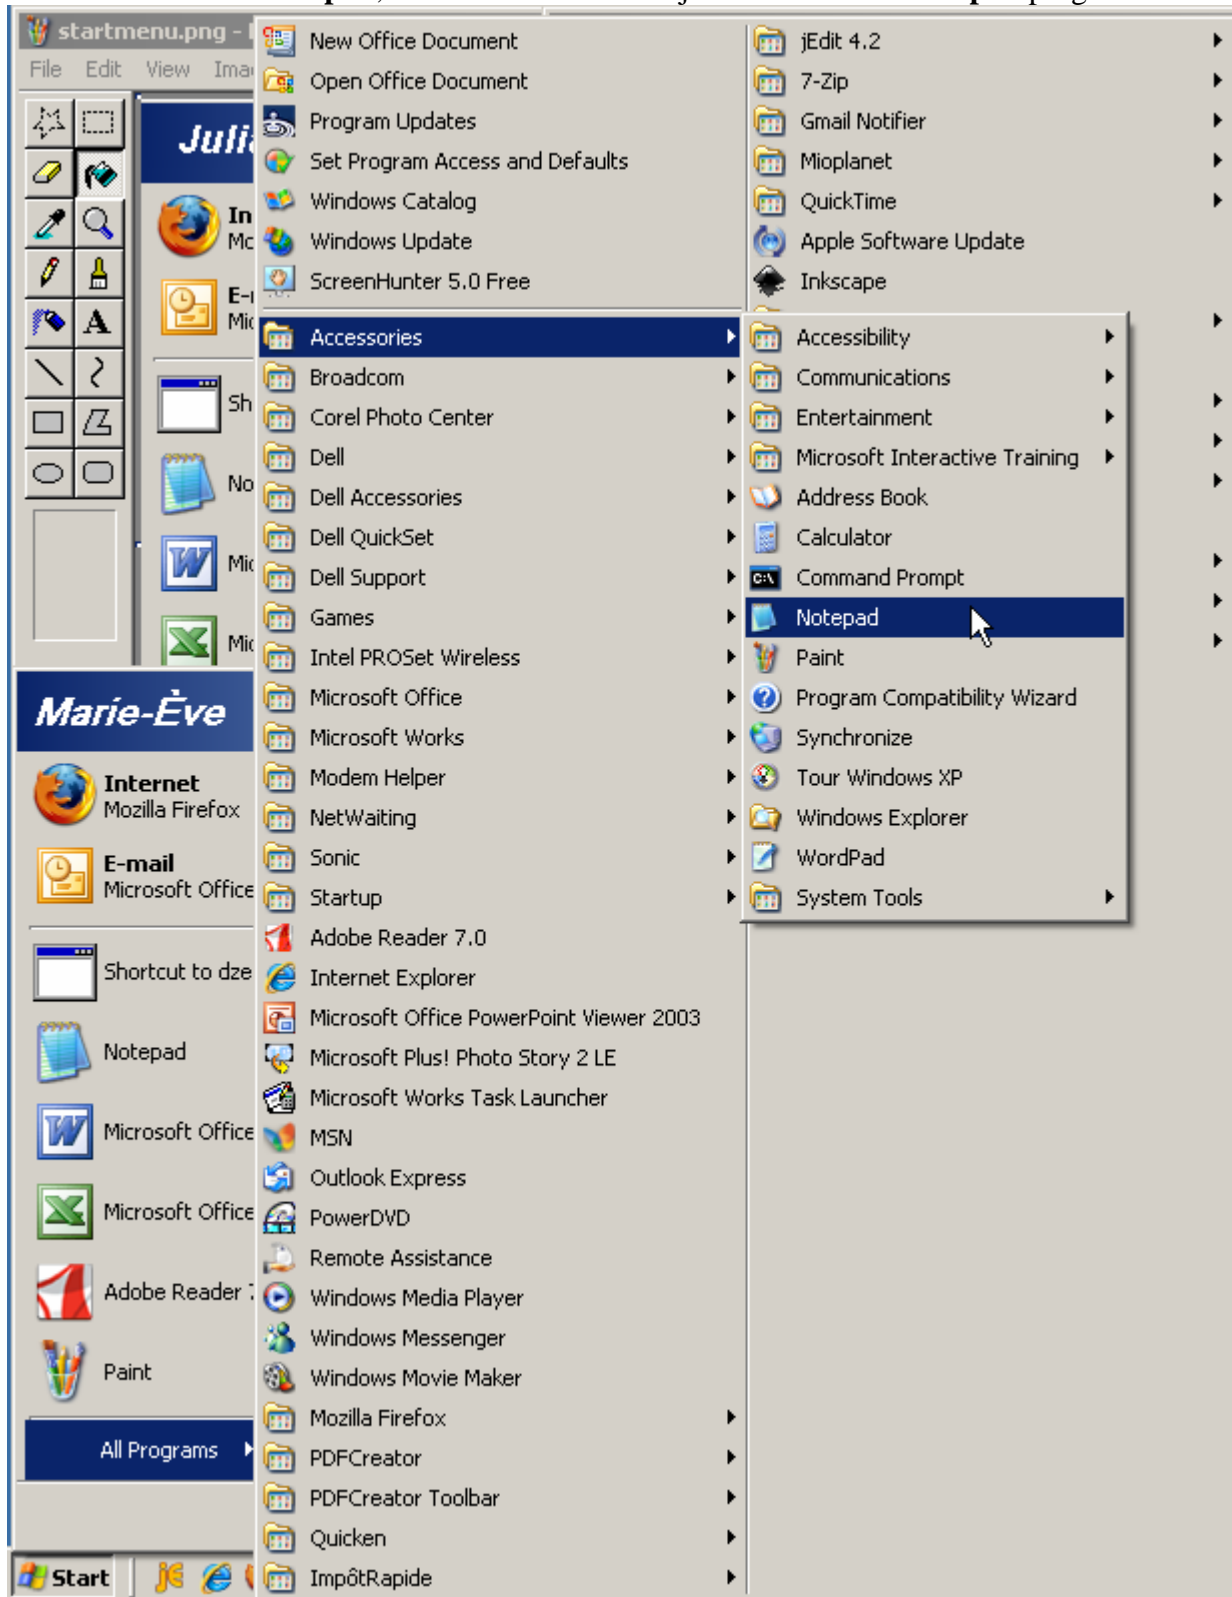 startmenu.png -
File Edit View
Marie-Ève
Internet
Mozilla Firefox
E-mail
Microsoft Office
Shortcut to dze
Notepad
Microsoft Office
Microsoft Office
Adobe Reader
Paint
All Programs
Start
New Office Document
Open Office Document
Program Updates
Set Program Access and Defaults
Windows Catalog
Windows Update
ScreenHunter 5.0 Free
Accessories
Broadcom
Corel Photo Center
Dell
Dell Accessories
Dell QuickSet
Dell Support
Games
Intel PROSet Wireless
Microsoft Office
Microsoft Works
Modem Helper
NetWaiting
Sonic
Startup
Adobe Reader 7.0
Internet Explorer
Microsoft Office PowerPoint Viewer 2003
Microsoft Plus! Photo Story 2 LE
Microsoft Works Task Launcher
MSN
Outlook Express
PowerDVD
Remote Assistance
Windows Media Player
Windows Messenger
Windows Movie Maker
Mozilla Firefox
PDFCreator
PDFCreator Toolbar
Quicken
ImpôtRapide
jEdit 4.2
7-Zip
Gmail Notifier
Mioplanet
QuickTime
Apple Software Update
Inkscape
Accessibility
Communications
Entertainment
Microsoft Interactive Training
Address Book
Calculator
Command Prompt
Notepad
Paint
Program Compatibility Wizard
Synchronize
Tour Windows XP
Windows Explorer
WordPad
System Tools